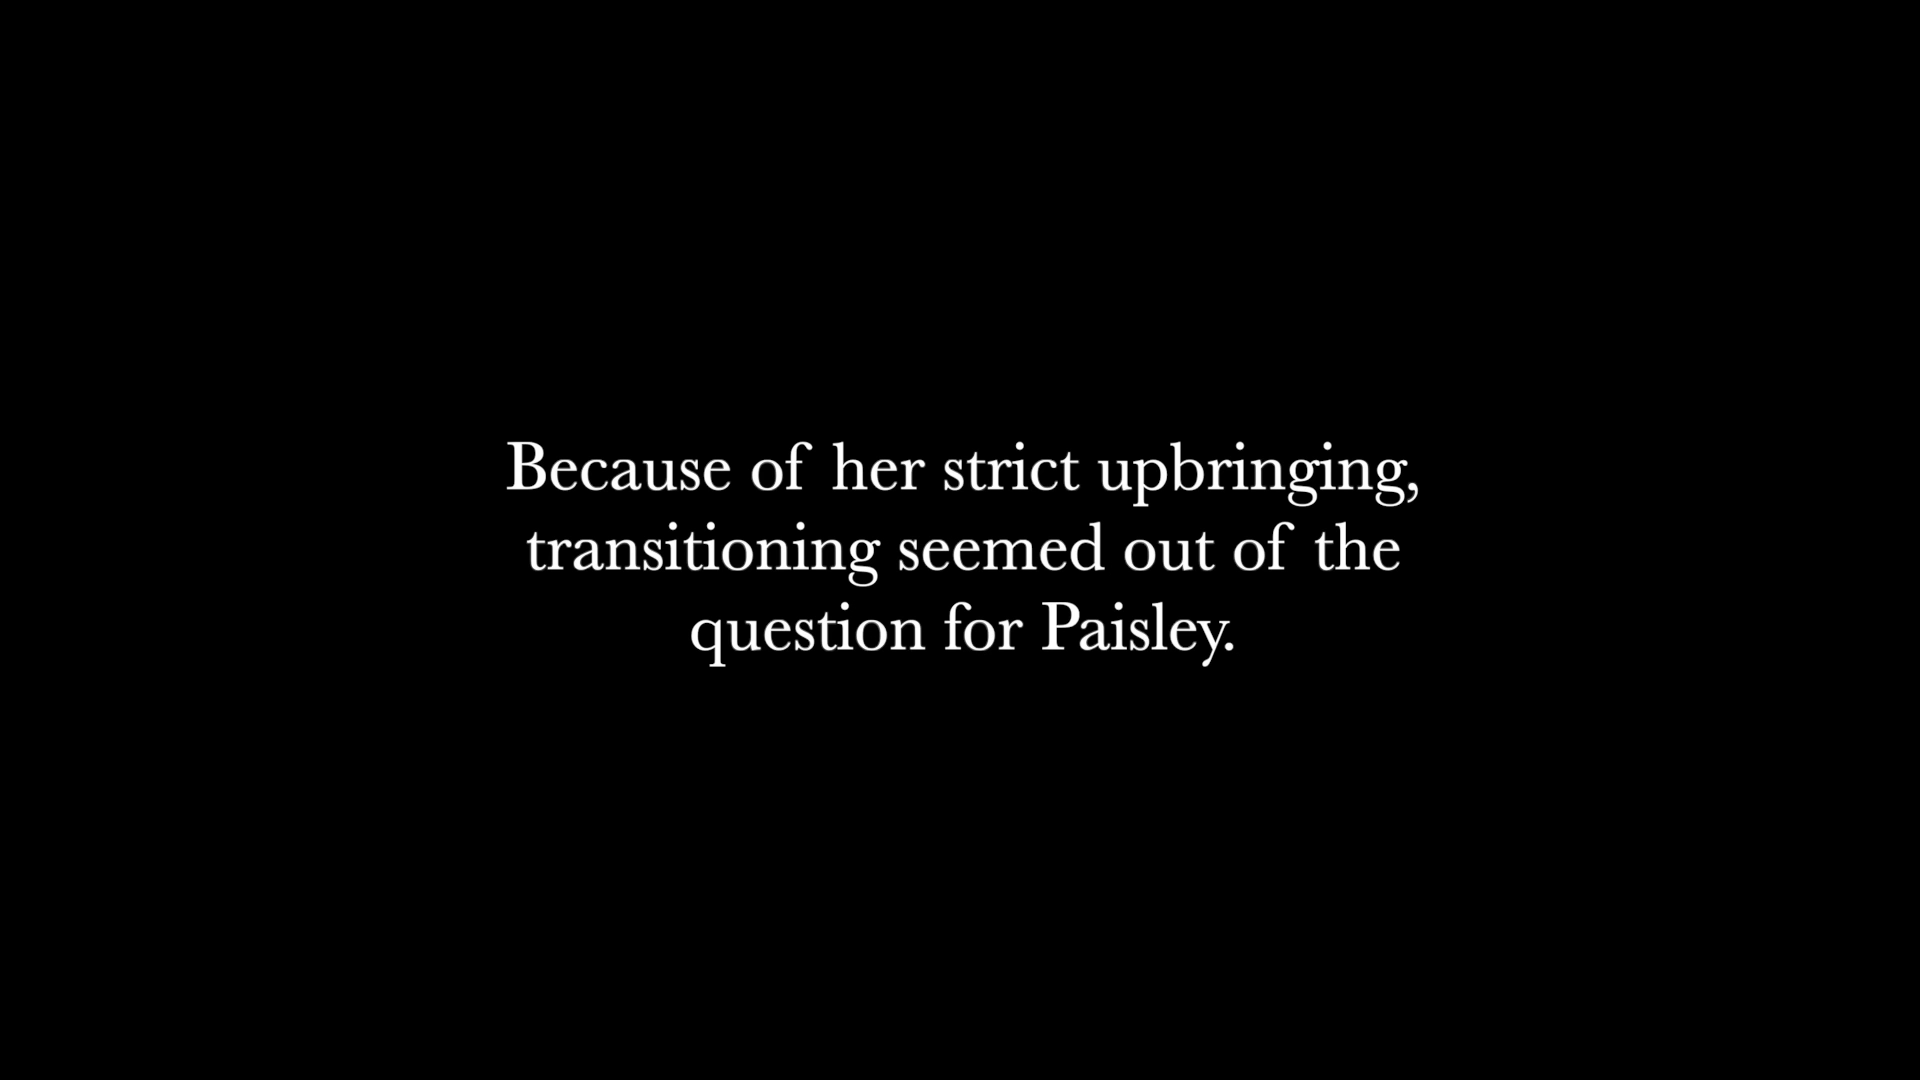 Because of her strict upbringing,
transitioning seemed out of the
question for Paisley.